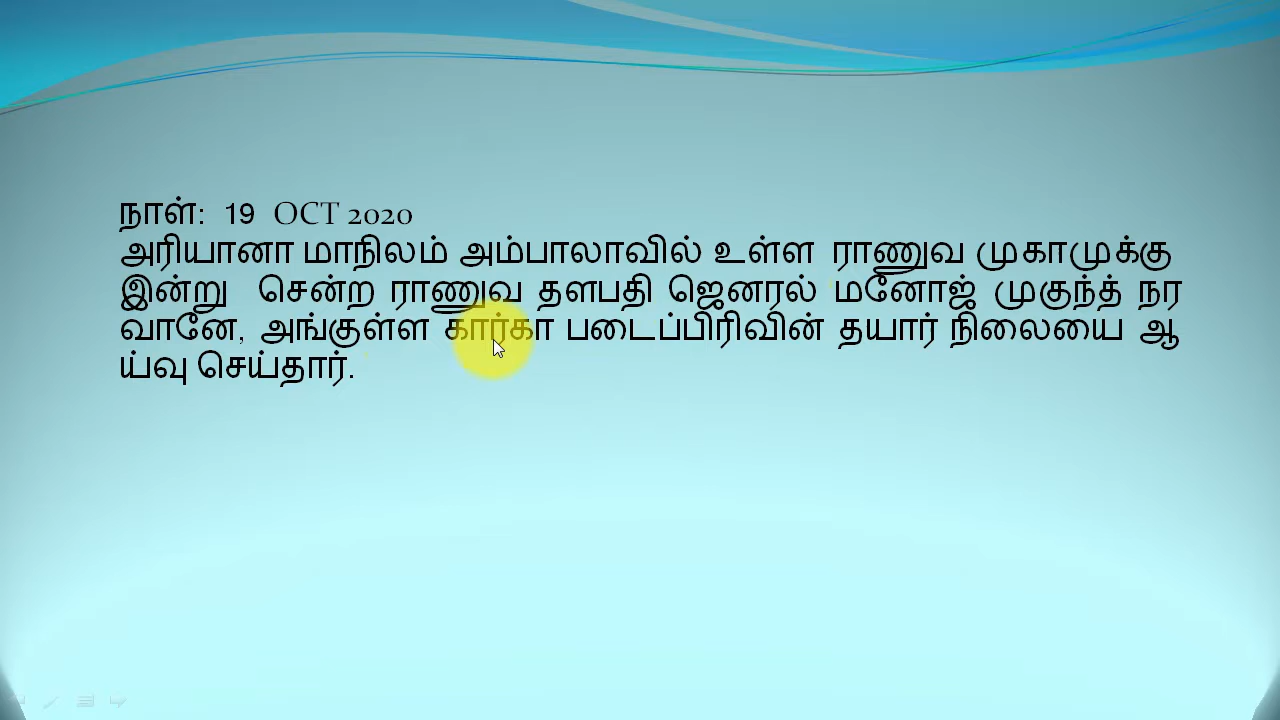 நாள்: 19 OCT 2020
அரியானா மாநிலம் அம்பாலாவில் உள்ள ராணுவ முகாமுக்கு
இன்று சென்ற ராணுவ தளபதி ஜெனரல் மனோஜ் முகுந்த் நர
வானே, அங்குள்ள கார்கா படைப்பிரிவின் தயார் நிலையை ஆ
ய்வு செய்தார்.